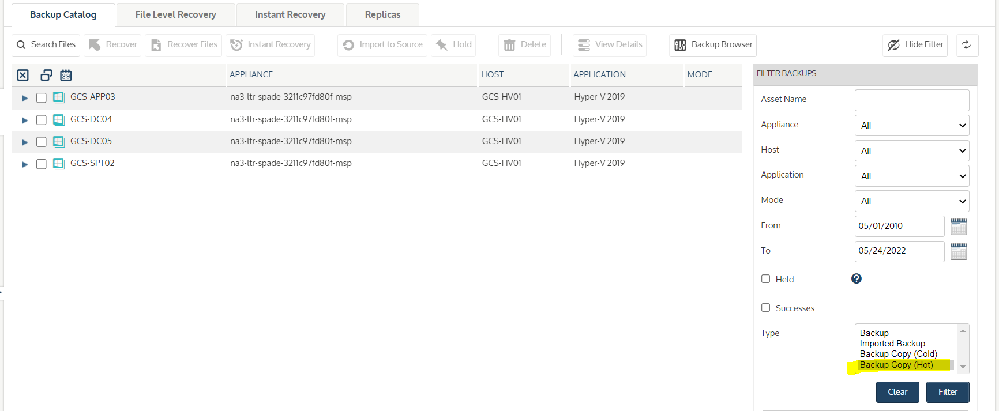 Backup Catalog File Level Recovery Instant Recovery Replicas
Search Files Recover Recover Files Instant Recovery Import to Source Hold Delete View Details Backup Browser Hide Filter
29 APPLIANCE HOST APPLICATION MODE
GCS-APP03 na3-ltr-spade-3211c97fd80f-msp GCS-HV01 Hyper-V 2019
GCS-DC04 na3-ltr-spade-3211c97fd80f-msp GCS-HV01 Hyper-V 2019
GCS-DC05 na3-ltr-spade-3211c97fd80f-msp GCS-HV01 Hyper-V 2019
GCS-SPT02 na3-ltr-spade-3211c97fd80f-msp GCS-HV01 Hyper-V 2019
FILTER BACKUPS
Asset Name
Appliance All
Host All
Application All
Mode All
From 05/01/2010
To 05/24/2022
Held ?
Successes
Type
Backup
Imported Backup
Backup Copy (Cold)
Backup Copy (Hot)
Clear Filter